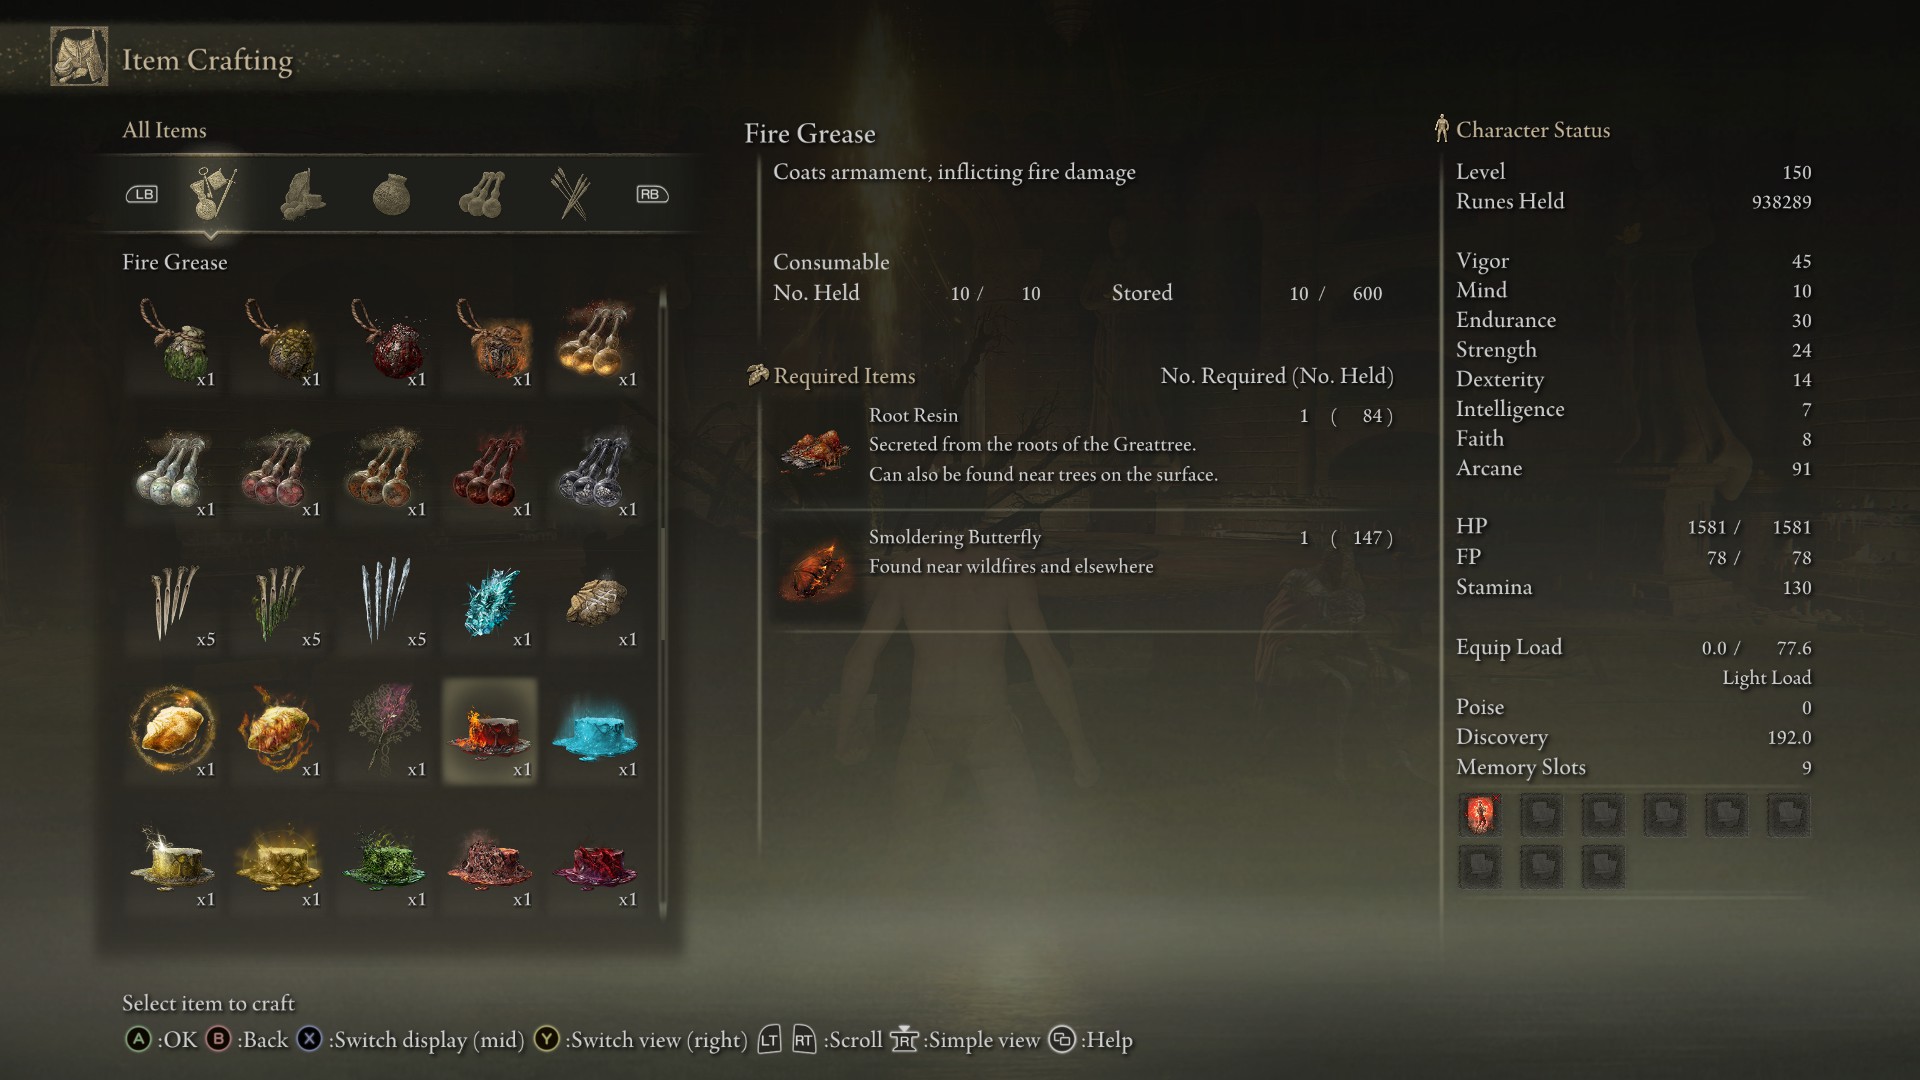 Item Crafting
All Items
LB
RB
Fire Grease
x1 x1 x1 x1 x1
x1 x1 x1 x1 x1
x5 x5 x5 x1 x1
x1 x1 x1 x1 x1
x1 x1 x1 x1 x1
Fire Grease
Coats armament, inflicting fire damage
Consumable
No. Held 10 / 10 Stored 10 / 600
Required Items No. Required (No. Held)
Root Resin 1 ( 84 )
Secreted from the roots of the Greattree.
Can also be found near trees on the surface.
Smoldering Butterfly 1 ( 147 )
Found near wildfires and elsewhere
Character Status
Level 150
Runes Held 938289
Vigor 45
Mind 10
Endurance 30
Strength 24
Dexterity 14
Intelligence 7
Faith 8
Arcane 91
HP 1581 / 1581
FP 78 / 78
Stamina 130
Equip Load 0.0 / 77.6
Light Load
Poise 0
Discovery 192.0
Memory Slots 9
Select item to craft
A :OK B :Back X :Switch display (mid) Y :Switch view (right) LT RT :Scroll R :Simple view :Help